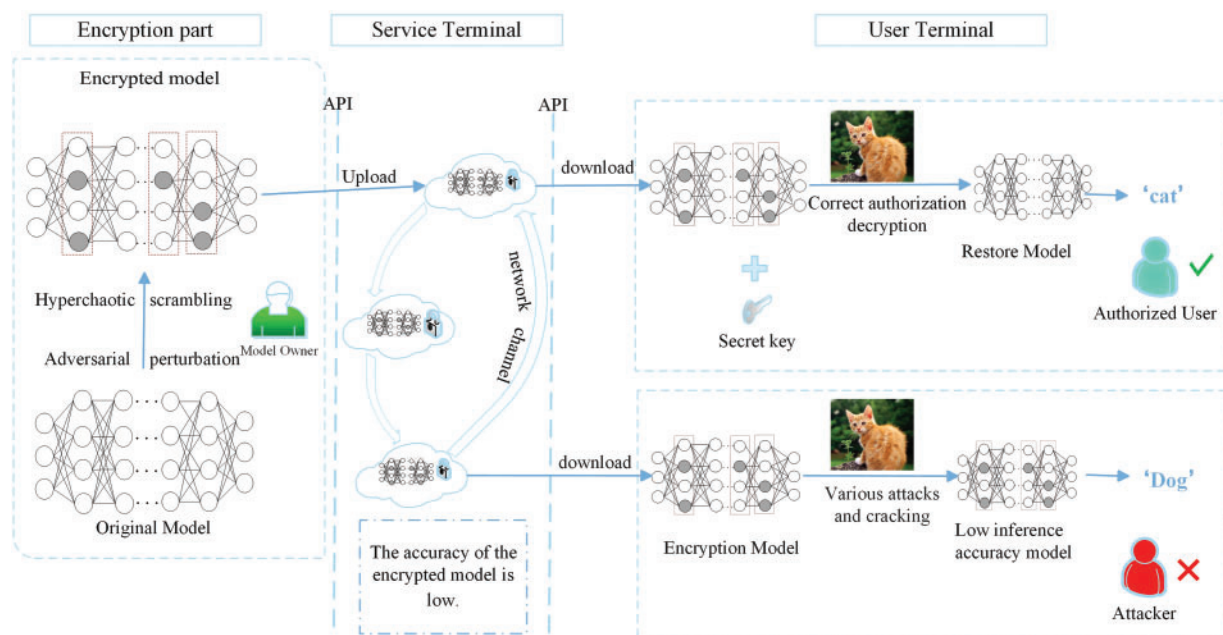 Encryption part
Service Terminal
User Terminal
Encrypted model
API
API
Upload
download
Correct authorization
decryption
Restore Model
‘cat’
Authorized User
Secret key
Hyperchaotic scrambling
Adversarial perturbation
Model Owner
Original Model
network channel
The accuracy of the
encrypted model is
low.
download
Encryption Model
Various attacks
and cracking
Low inference
accuracy model
‘Dog’
Attacker